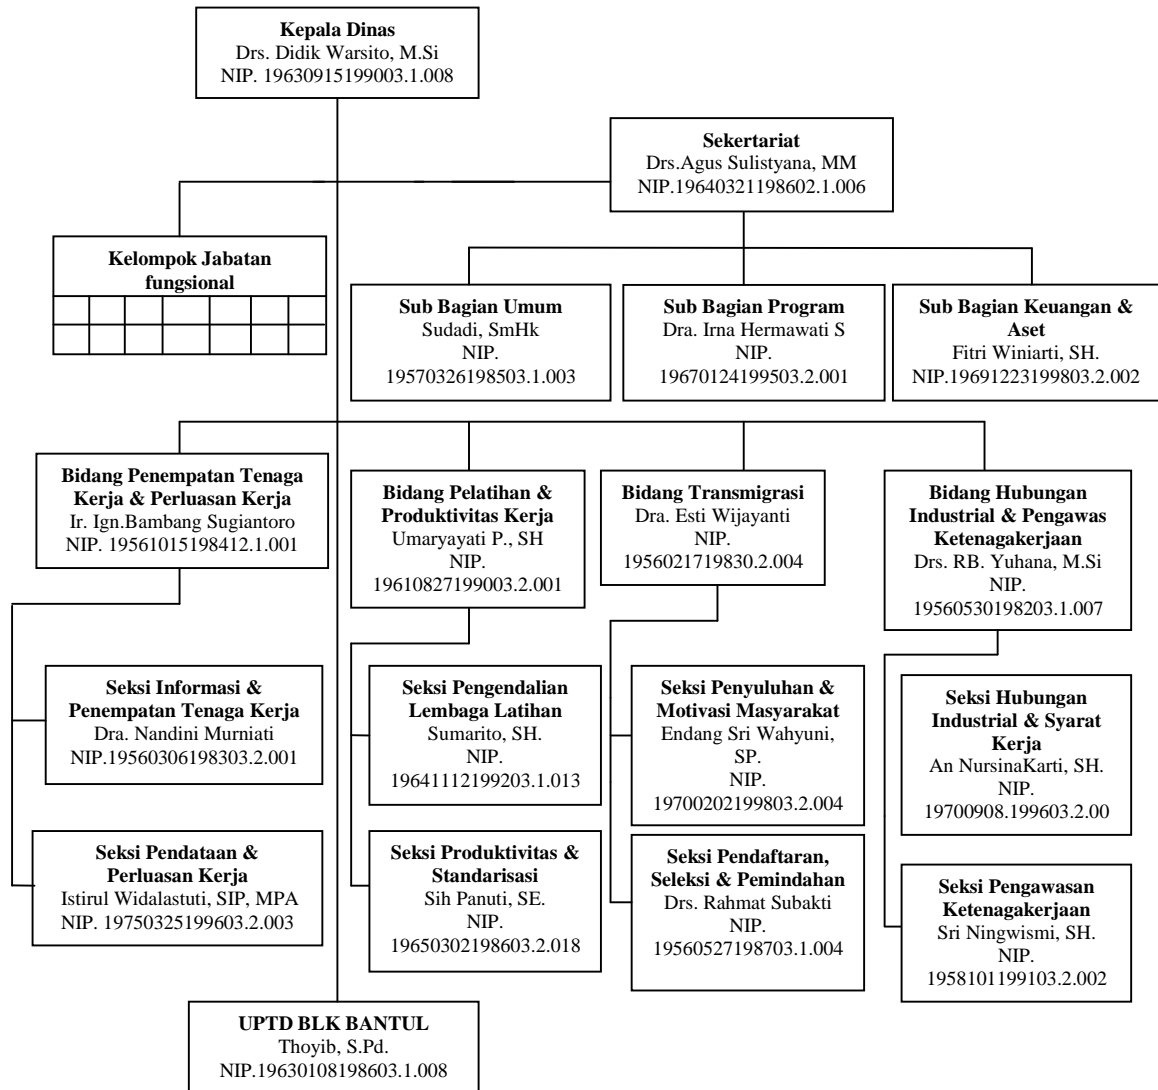 Kepala Dinas
Drs. Didik Warsito, M.Si
NIP. 19630915199003.1.008
Sekertariat
Drs.Agus Sulistyana, MM
NIP.19640321198602.1.006
Kelompok Jabatan
fungsional
Sub Bagian Umum
Sudadi, SmHk
NIP.
19570326198503.1.003
Sub Bagian Program
Dra. Irna Hermawati S
NIP.
19670124199503.2.001
Sub Bagian Keuangan &
Aset
Fitri Winiarti, SH.
NIP.19691223199803.2.002
Bidang Penempatan Tenaga
Kerja & Perluasan Kerja
Ir. Ign.Bambang Sugiantoro
NIP. 19561015198412.1.001
Bidang Pelatihan &
Produktivitas Kerja
Umaryayati P., SH
NIP.
19610827199003.2.001
Bidang Transmigrasi
Dra. Esti Wijayanti
NIP.
1956021719830.2.004
Bidang Hubungan
Industrial & Pengawas
Ketenagakerjaan
Drs. RB. Yuhana, M.Si
NIP.
19560530198203.1.007
Seksi Informasi &
Penempatan Tenaga Kerja
Dra. Nandini Murniati
NIP.19560306198303.2.001
Seksi Pengendalian
Lembaga Latihan
Sumarito, SH.
NIP.
19641112199203.1.013
Seksi Penyuluhan &
Motivasi Masyarakat
Endang Sri Wahyuni,
SP.
NIP.
19700202199803.2.004
Seksi Hubungan
Industrial & Syarat
Kerja
An NursinaKarti, SH.
NIP.
19700908.199603.2.00
Seksi Pendataan &
Perluasan Kerja
Istirul Widalastuti, SIP, MPA
NIP. 19750325199603.2.003
Seksi Produktivitas &
Standarisasi
Sih Panuti, SE.
NIP.
19650302198603.2.018
Seksi Pendaftaran,
Seleksi & Pemindahan
Drs. Rahmat Subakti
NIP.
19560527198703.1.004
Seksi Pengawasan
Ketenagakerjaan
Sri Ningwismi, SH.
NIP.
1958101199103.2.002
UPTD BLK BANTUL
Thoyib, S.Pd.
NIP.19630108198603.1.008